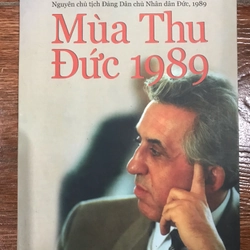 Nguyên chủ tịch Đảng Dân chủ Nhân dân Đức, 1989
Mùa Thu
Đức 1989